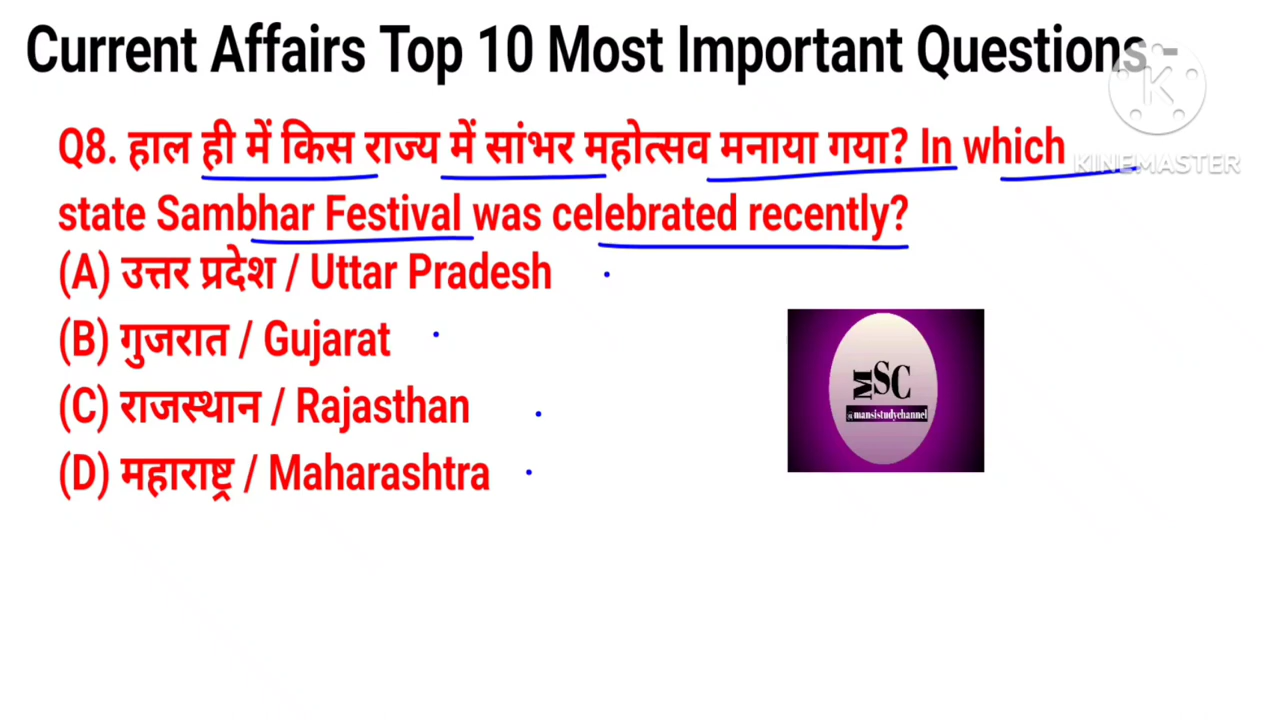 Current Affairs Top 10 Most Important Questions -
Q8. हाल ही में किस राज्य में सांभर महोत्सव मनाया गया? In which
KINEMASTER
state Sambhar Festival was celebrated recently?
(A) उत्तर प्रदेश / Uttar Pradesh
(B) गुजरात / Gujarat
(C) राजस्थान / Rajasthan
(D) महाराष्ट्र / Maharashtra
MSC
@mansistudychannel